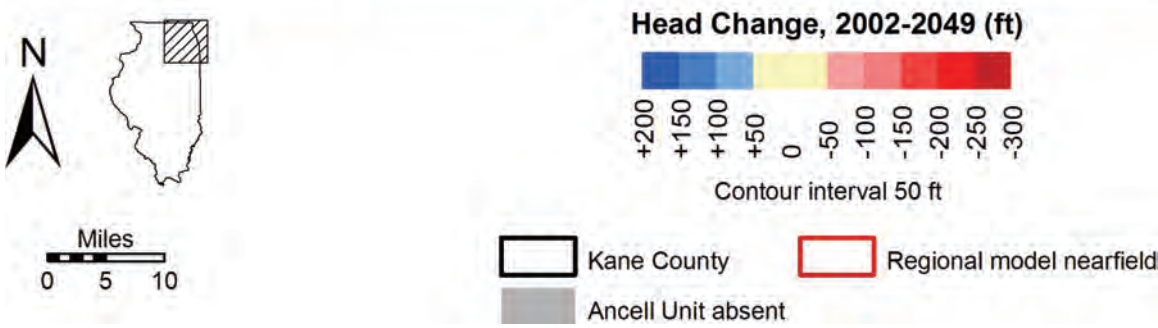 N
Miles
0 5 10
Head Change, 2002-2049 (ft)
+200 +150 +100 +50 0 -50 -100 -150 -200 -250 -300
Contour interval 50 ft
Kane County
Regional model nearfield
Ancell Unit absent